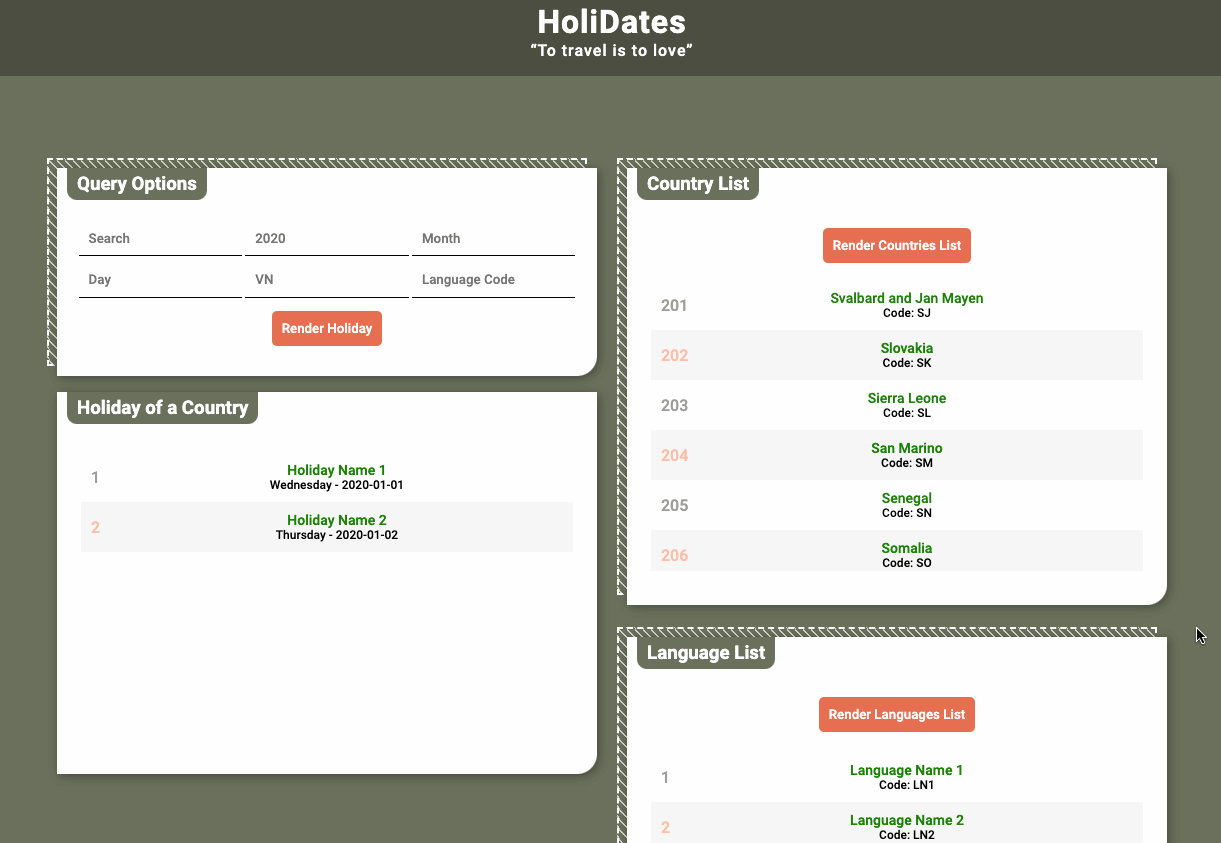 HoliDates
“To travel is to love”
Query Options
Search 2020 Month
Day VN Language Code
Render Holiday
Holiday of a Country
1 Holiday Name 1
Wednesday - 2020-01-01
2 Holiday Name 2
Thursday - 2020-01-02
Country List
Render Countries List
201 Svalbard and Jan Mayen
Code: SJ
202 Slovakia
Code: SK
203 Sierra Leone
Code: SL
204 San Marino
Code: SM
205 Senegal
Code: SN
206 Somalia
Code: SO
Language List
Render Languages List
1 Language Name 1
Code: LN1
2 Language Name 2
Code: LN2